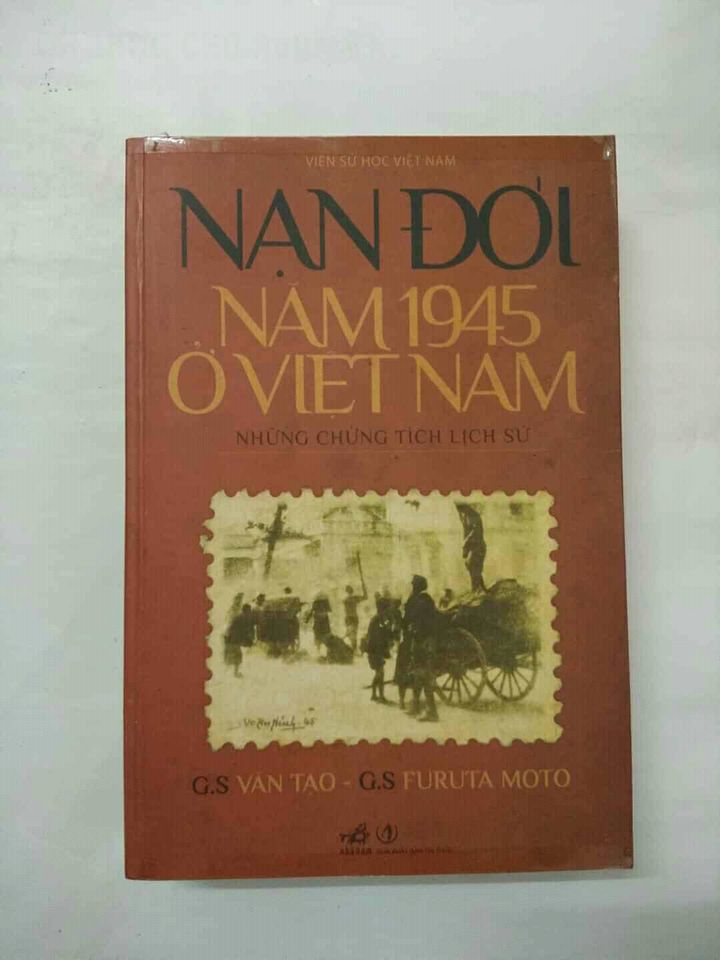 VIỆN SỬ HỌC VIỆT NAM
NẠN ĐÓI
NĂM 1945
Ở VIỆT NAM
NHỮNG CHỨNG TÍCH LỊCH SỬ
G.S VĂN TẠO - G.S FURUTA MOTO